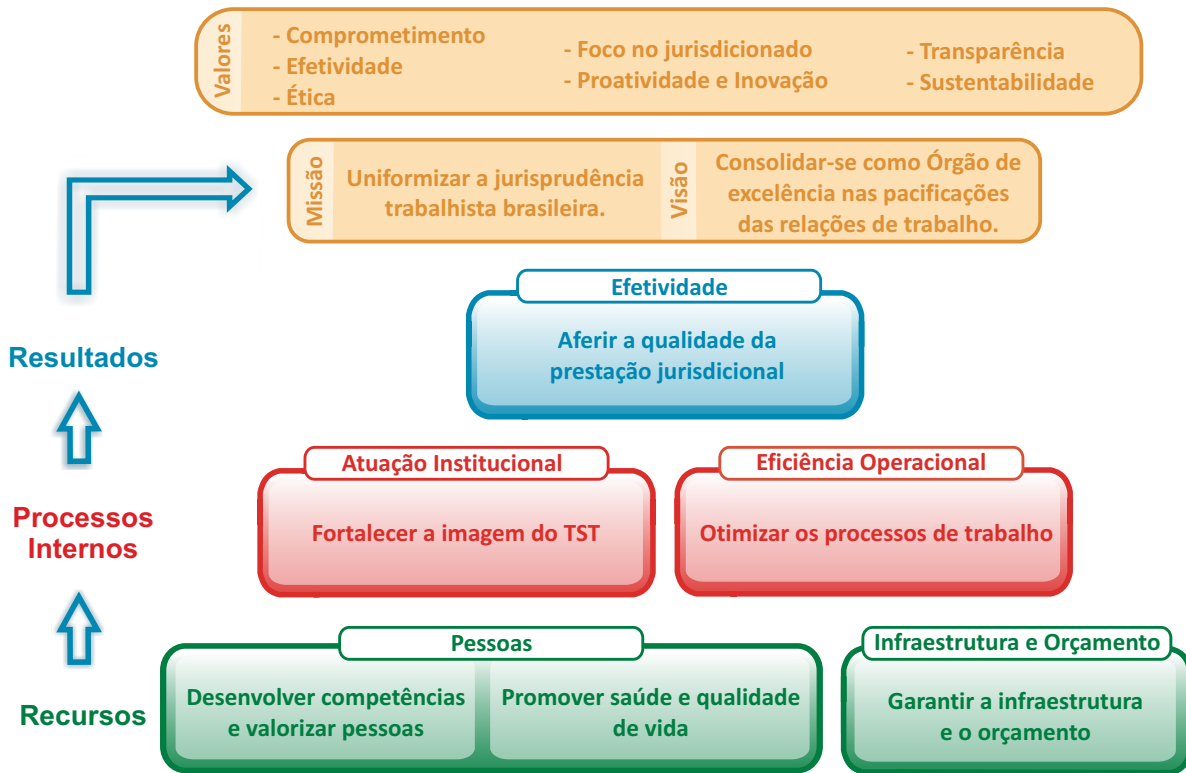 Valores
- Comprometimento
- Efetividade
- Ética
- Foco no jurisdicionado
- Proatividade e Inovação
- Transparência
- Sustentabilidade
Missão
Uniformizar a jurisprudência
trabalhista brasileira.
Visão
Consolidar-se como Órgão de
excelência nas pacificações
das relações de trabalho.
Resultados
Efetividade
Aferir a qualidade da
prestação jurisdicional
Processos
Internos
Atuação Institucional
Fortalecer a imagem do TST
Eficiência Operacional
Otimizar os processos de trabalho
Recursos
Pessoas
Desenvolver competências
e valorizar pessoas
Promover saúde e qualidade
de vida
Infraestrutura e Orçamento
Garantir a infraestrutura
e o orçamento